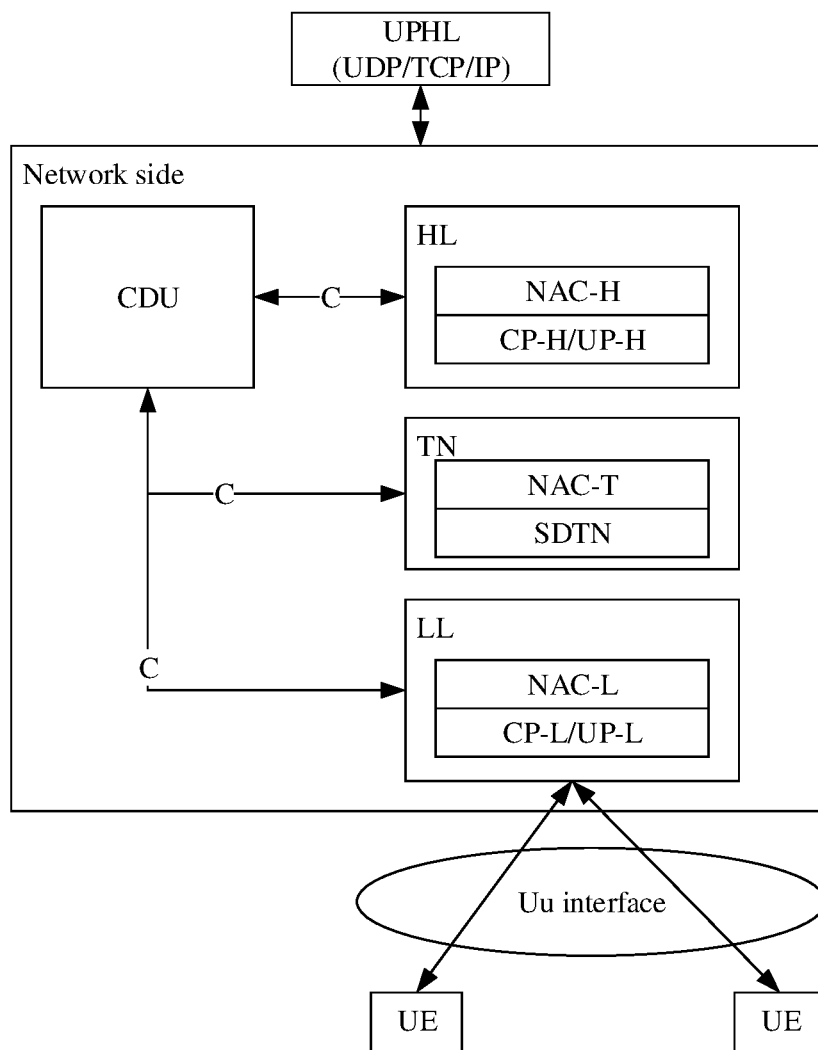 UPHL
(UDP/TCP/IP)
Network side
CDU
C
HL
NAC-H
CP-H/UP-H
C
TN
NAC-T
SDTN
C
LL
NAC-L
CP-L/UP-L
Uu interface
UE
UE